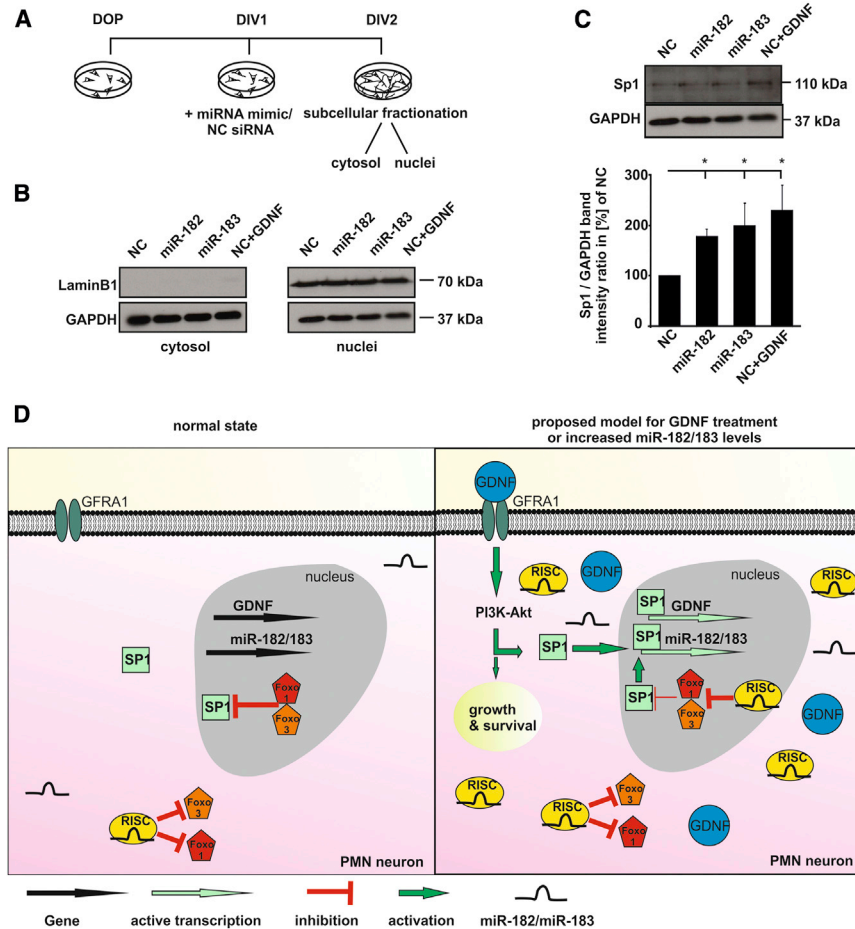 A
DOP DIV1 DIV2
+ miRNA mimic/
NC siRNA
subcellular fractionation
cytosol nuclei
B
NC miR-182 miR-183 NC+GDNF
NC miR-182 miR-183 NC+GDNF
LaminB1
70 kDa
GAPDH
37 kDa
cytosol
nuclei
C
NC miR-182 miR-183 NC+GDNF
Sp1
110 kDa
GAPDH
37 kDa
* * *
Sp1 / GAPDH band
intensity ratio in [%] of NC
300
200
100
0
NC miR-182 miR-183 NC+GDNF
D
normal state
GFRA1
nucleus
GDNF
miR-182/183
SP1
SP1
Foxo
1
Foxo
3
RISC
Foxo
3
Foxo
1
PMN neuron
proposed model for GDNF treatment
or increased miR-182/183 levels
GDNF
GFRA1
RISC
GDNF
nucleus
RISC
PI3K-Akt
SP1
GDNF
SP1
SP1
miR-182/183
SP1
Foxo
1
Foxo
3
RISC
growth
& survival
GDNF
RISC
RISC
RISC
Foxo
3
Foxo
1
GDNF
PMN neuron
Gene
active transcription
inhibition
activation
miR-182/miR-183